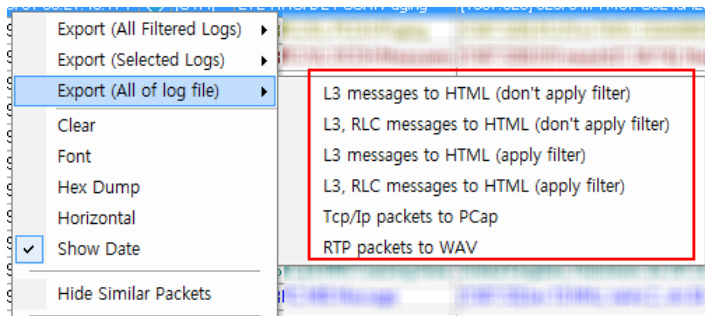 Export (All Filtered Logs)
Export (Selected Logs)
Export (All of log file)
L3 messages to HTML (don't apply filter)
L3, RLC messages to HTML (don't apply filter)
L3 messages to HTML (apply filter)
L3, RLC messages to HTML (apply filter)
Tcp/Ip packets to PCap
RTP packets to WAV
Clear
Font
Hex Dump
Horizontal
Show Date
Hide Similar Packets